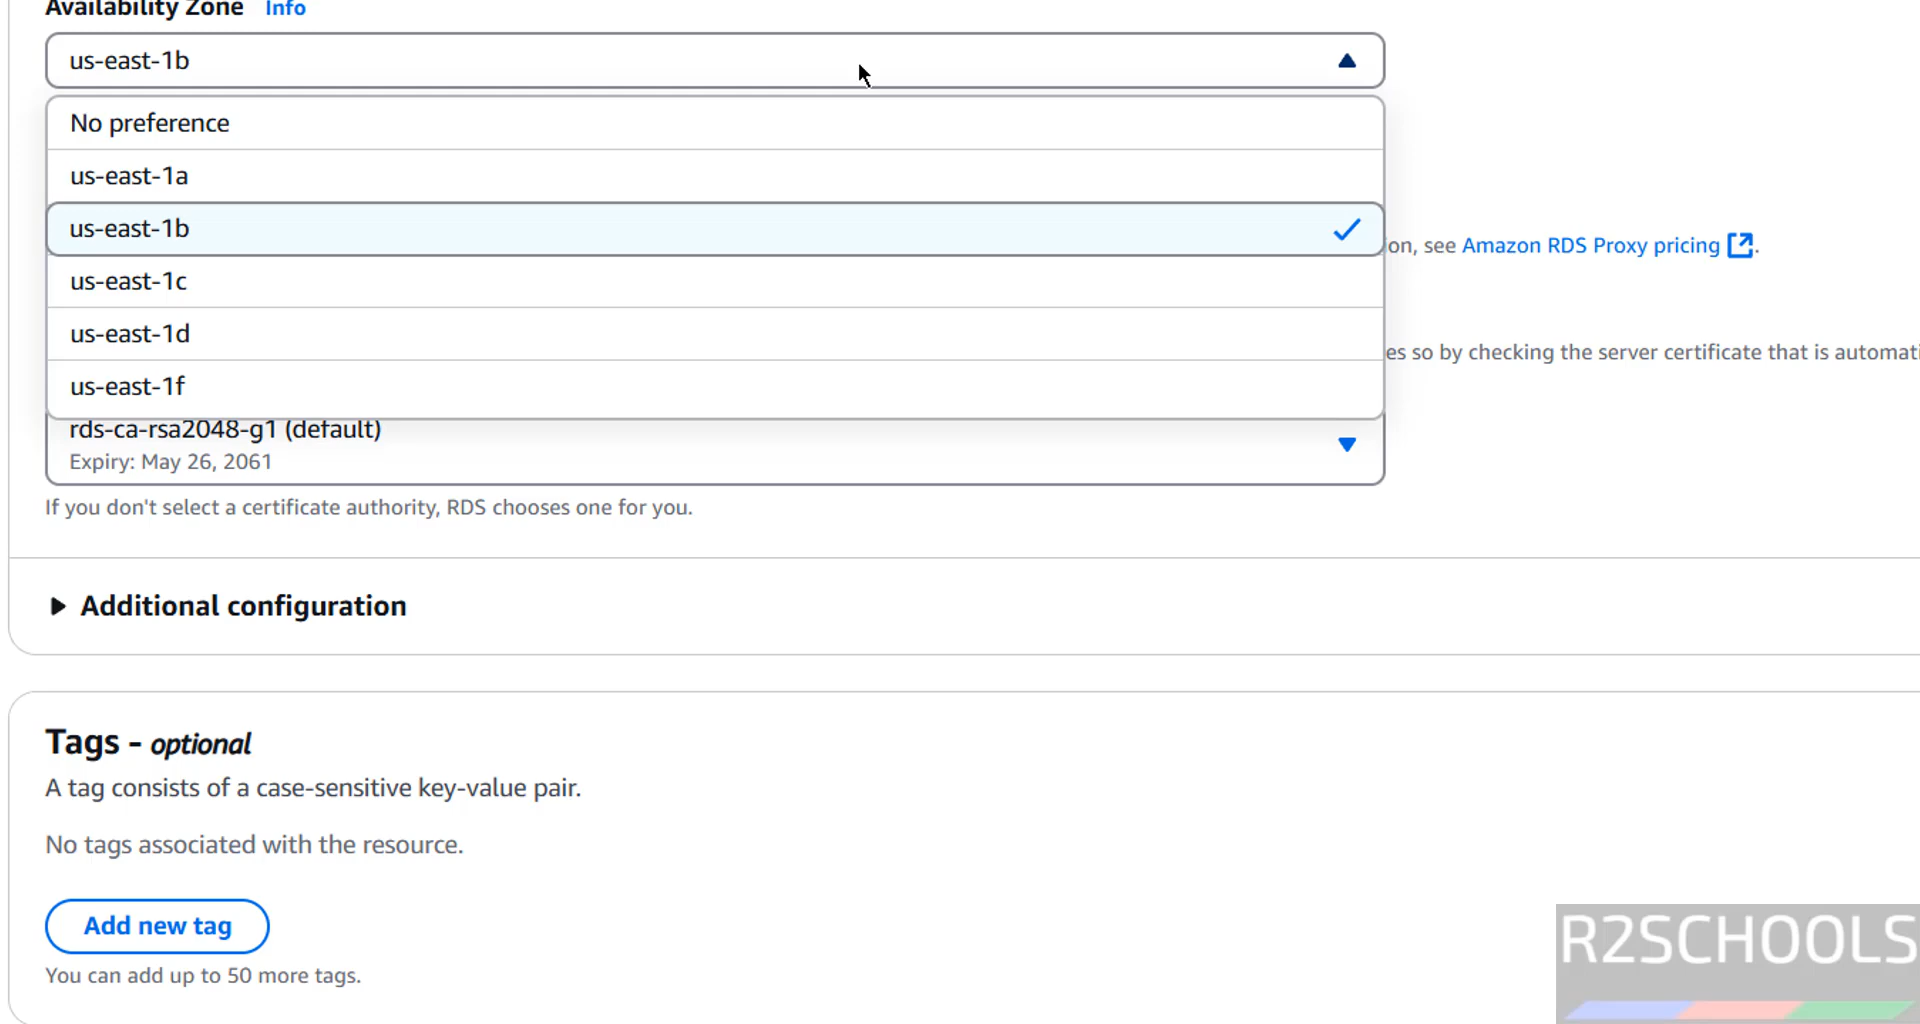 Availability Zone Info
us-east-1b
No preference
us-east-1a
us-east-1b
us-east-1c
us-east-1d
us-east-1f
on, see Amazon RDS Proxy pricing.
es so by checking the server certificate that is automati
rds-ca-rsa2048-g1 (default)
Expiry: May 26, 2061
If you don't select a certificate authority, RDS chooses one for you.
Additional configuration
Tags - optional
A tag consists of a case-sensitive key-value pair.
No tags associated with the resource.
Add new tag
You can add up to 50 more tags.
R2SCHOOLS